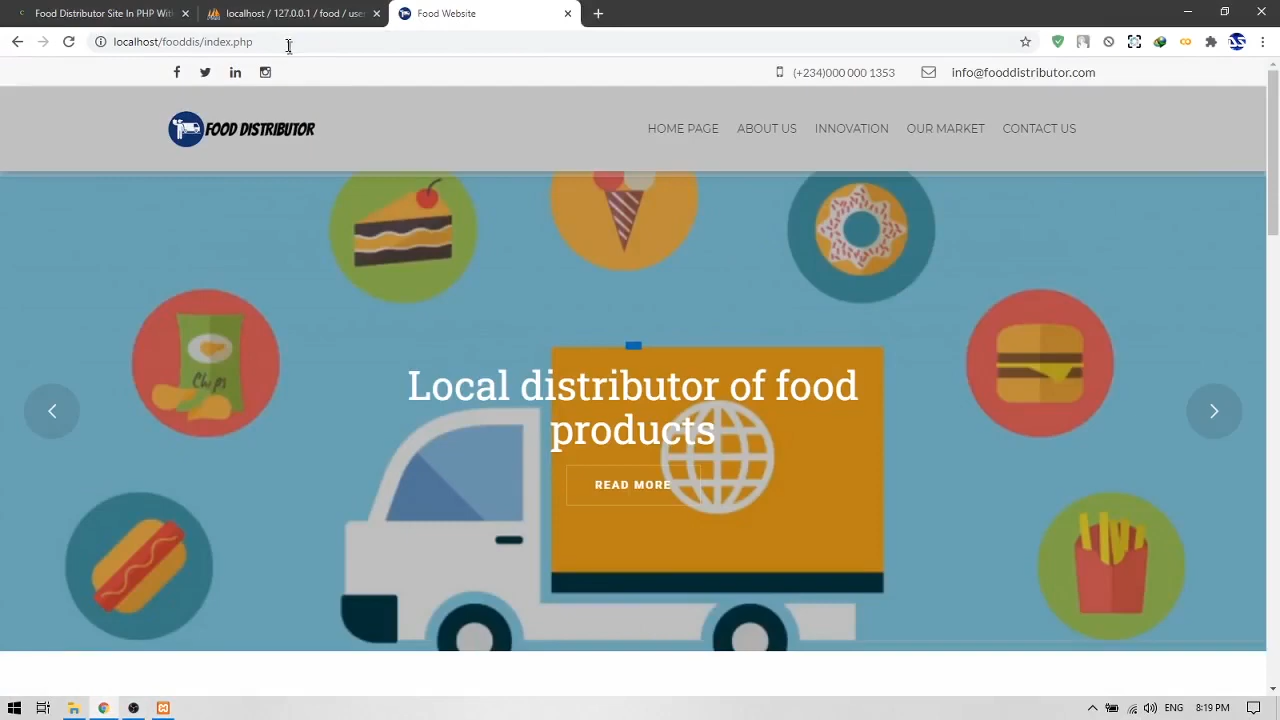 Food Distributor Site In PHP Wit
localhost / 127.0.0.1 / food / user
Food Website
localhost/fooddis/index.php
(+234)000 000 1353
info@fooddistributor.com
FOOD DISTRIBUTOR
HOME PAGE
ABOUT US
INNOVATION
OUR MARKET
CONTACT US
Chips
Local distributor of food
products
READ MORE
ENG
8:19 PM